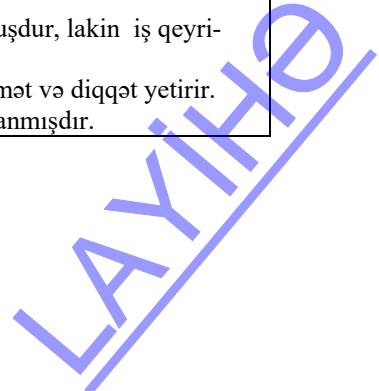 uşdur, lakin iş qeyri-
mət və diqqət yetirir.
anmışdır.
LAYİHƏ